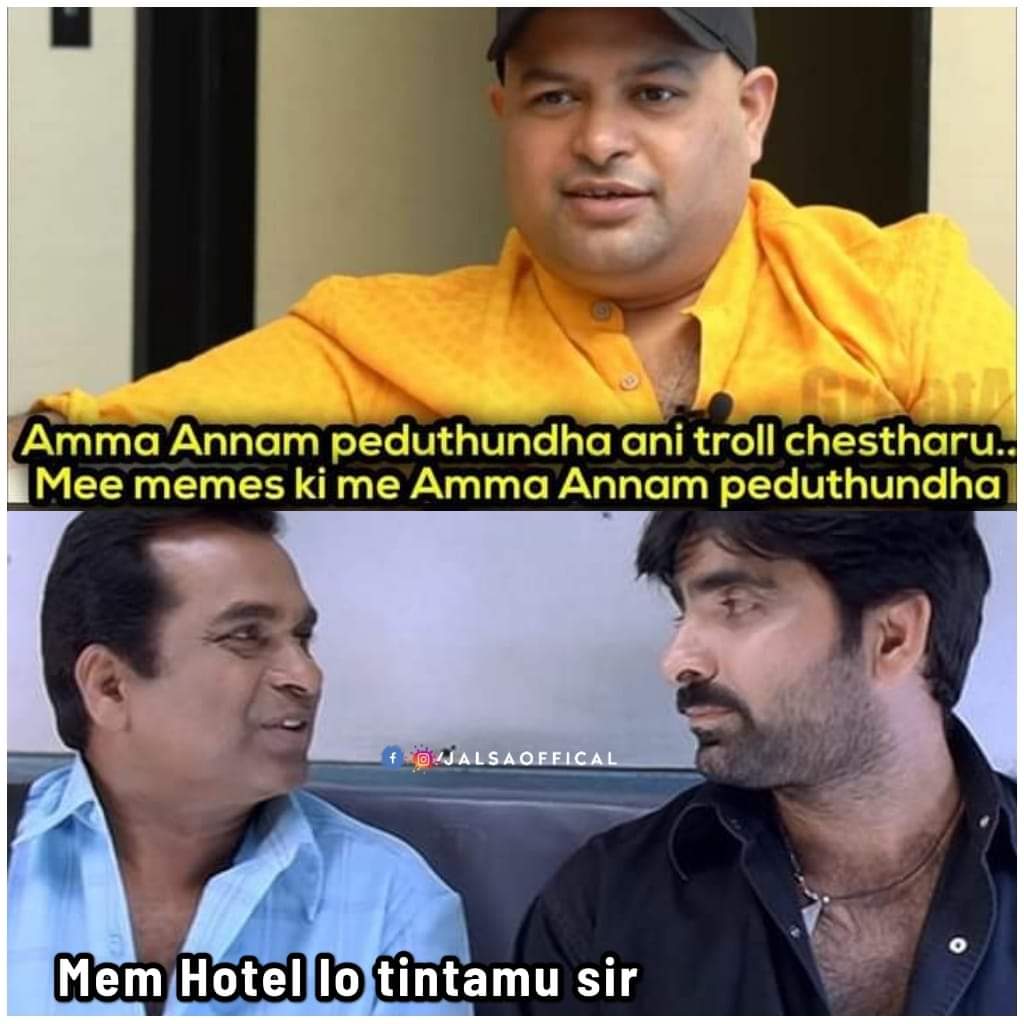 Amma Annam peduthundha ani troll chestharu..
Mee memes ki me Amma Annam peduthundha
/JALSAOFFICAL
Mem Hotel lo tintamu sir